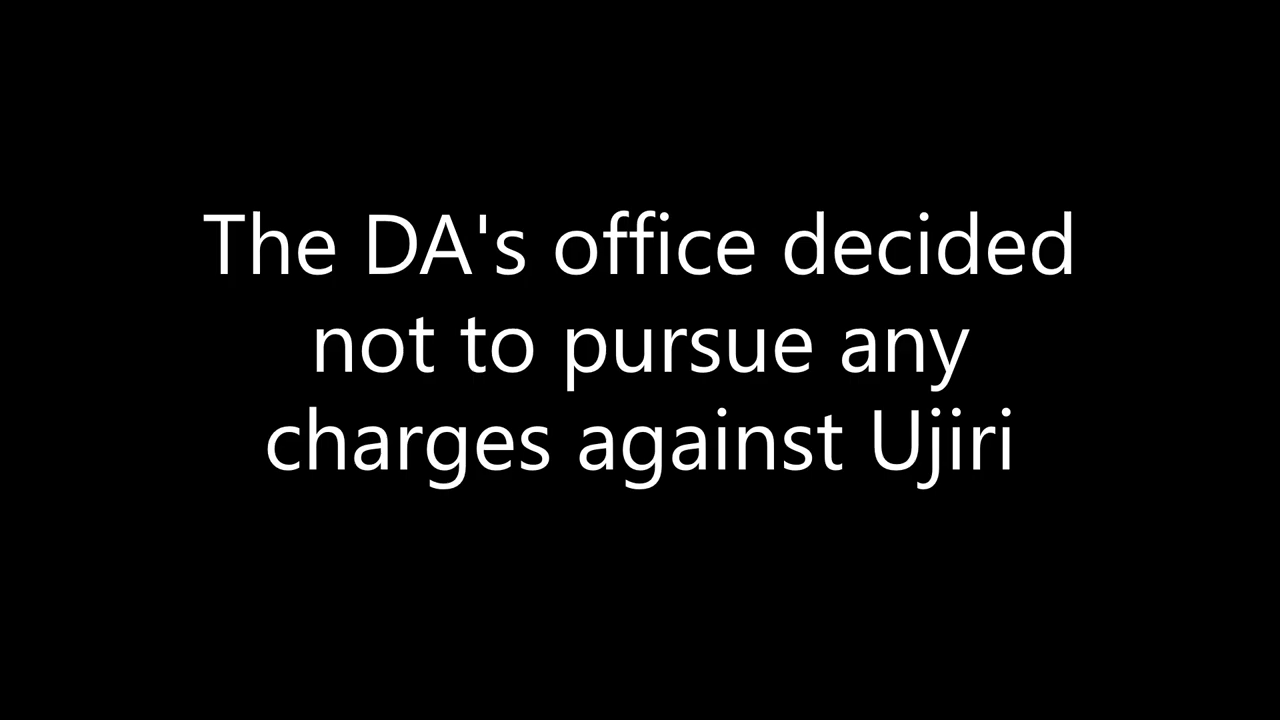 The DA's office decided
not to pursue any
charges against Ujiri